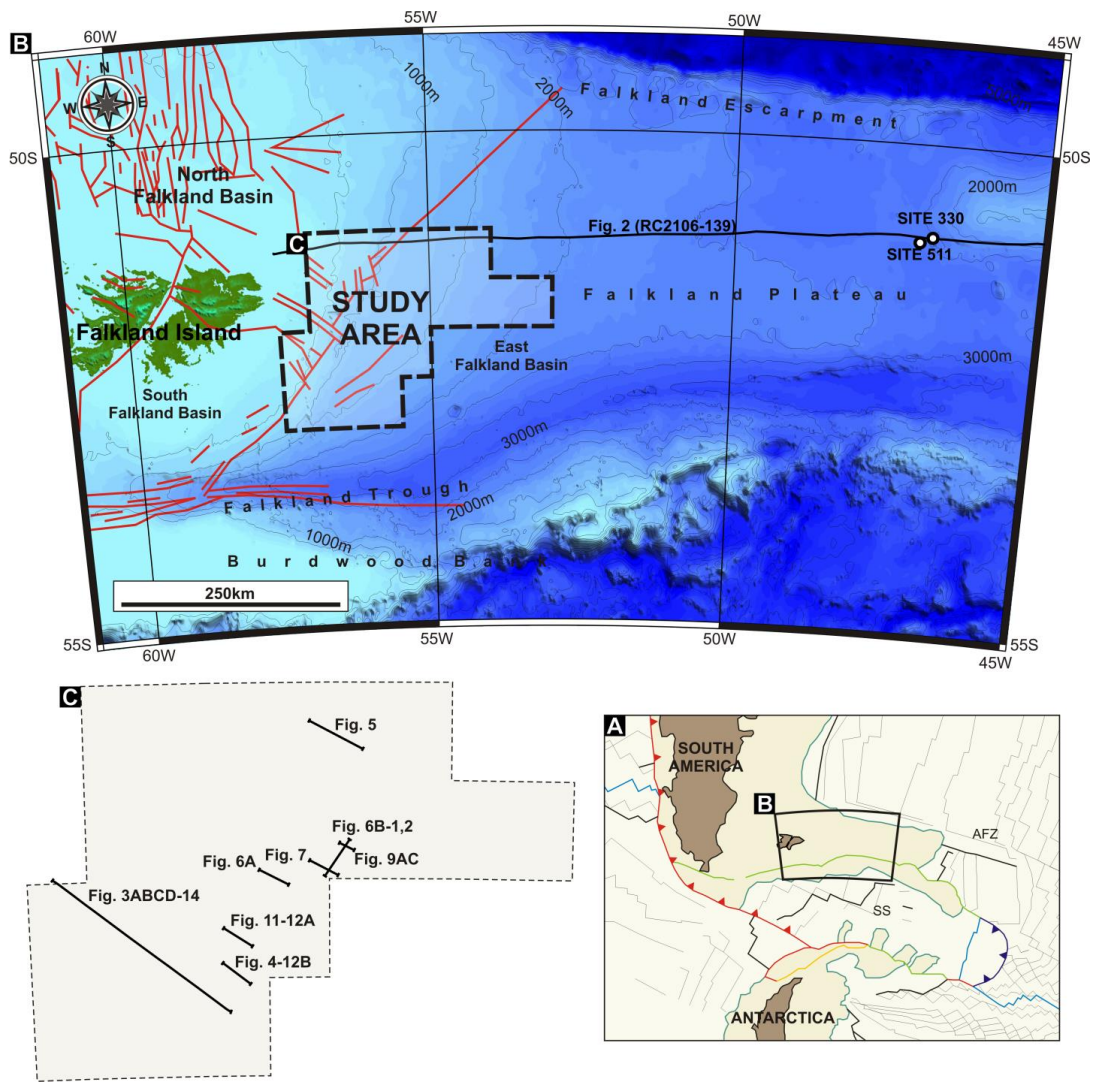 B
60W
55W
50W
45W
N
W
E
S
1000m
2000m
Falkland Escarpment
5000m
50S
50S
North
Falkland Basin
2000m
SITE 330
Fig. 2 (RC2106-139)
SITE 511
C
STUDY
AREA
Falkland Plateau
Falkland Island
East
Falkland Basin
3000m
South
Falkland Basin
3000m
Falkland Trough
2000m
1000m
Burdwood Bank
250km
55S
60W
55W
50W
45W
55S
C
Fig. 5
Fig. 6B-1,2
Fig. 7
Fig. 9AC
Fig. 6A
Fig. 3ABCD-14
Fig. 11-12A
Fig. 4-12B
A
SOUTH
AMERICA
B
AFZ
SS
ANTARCTICA